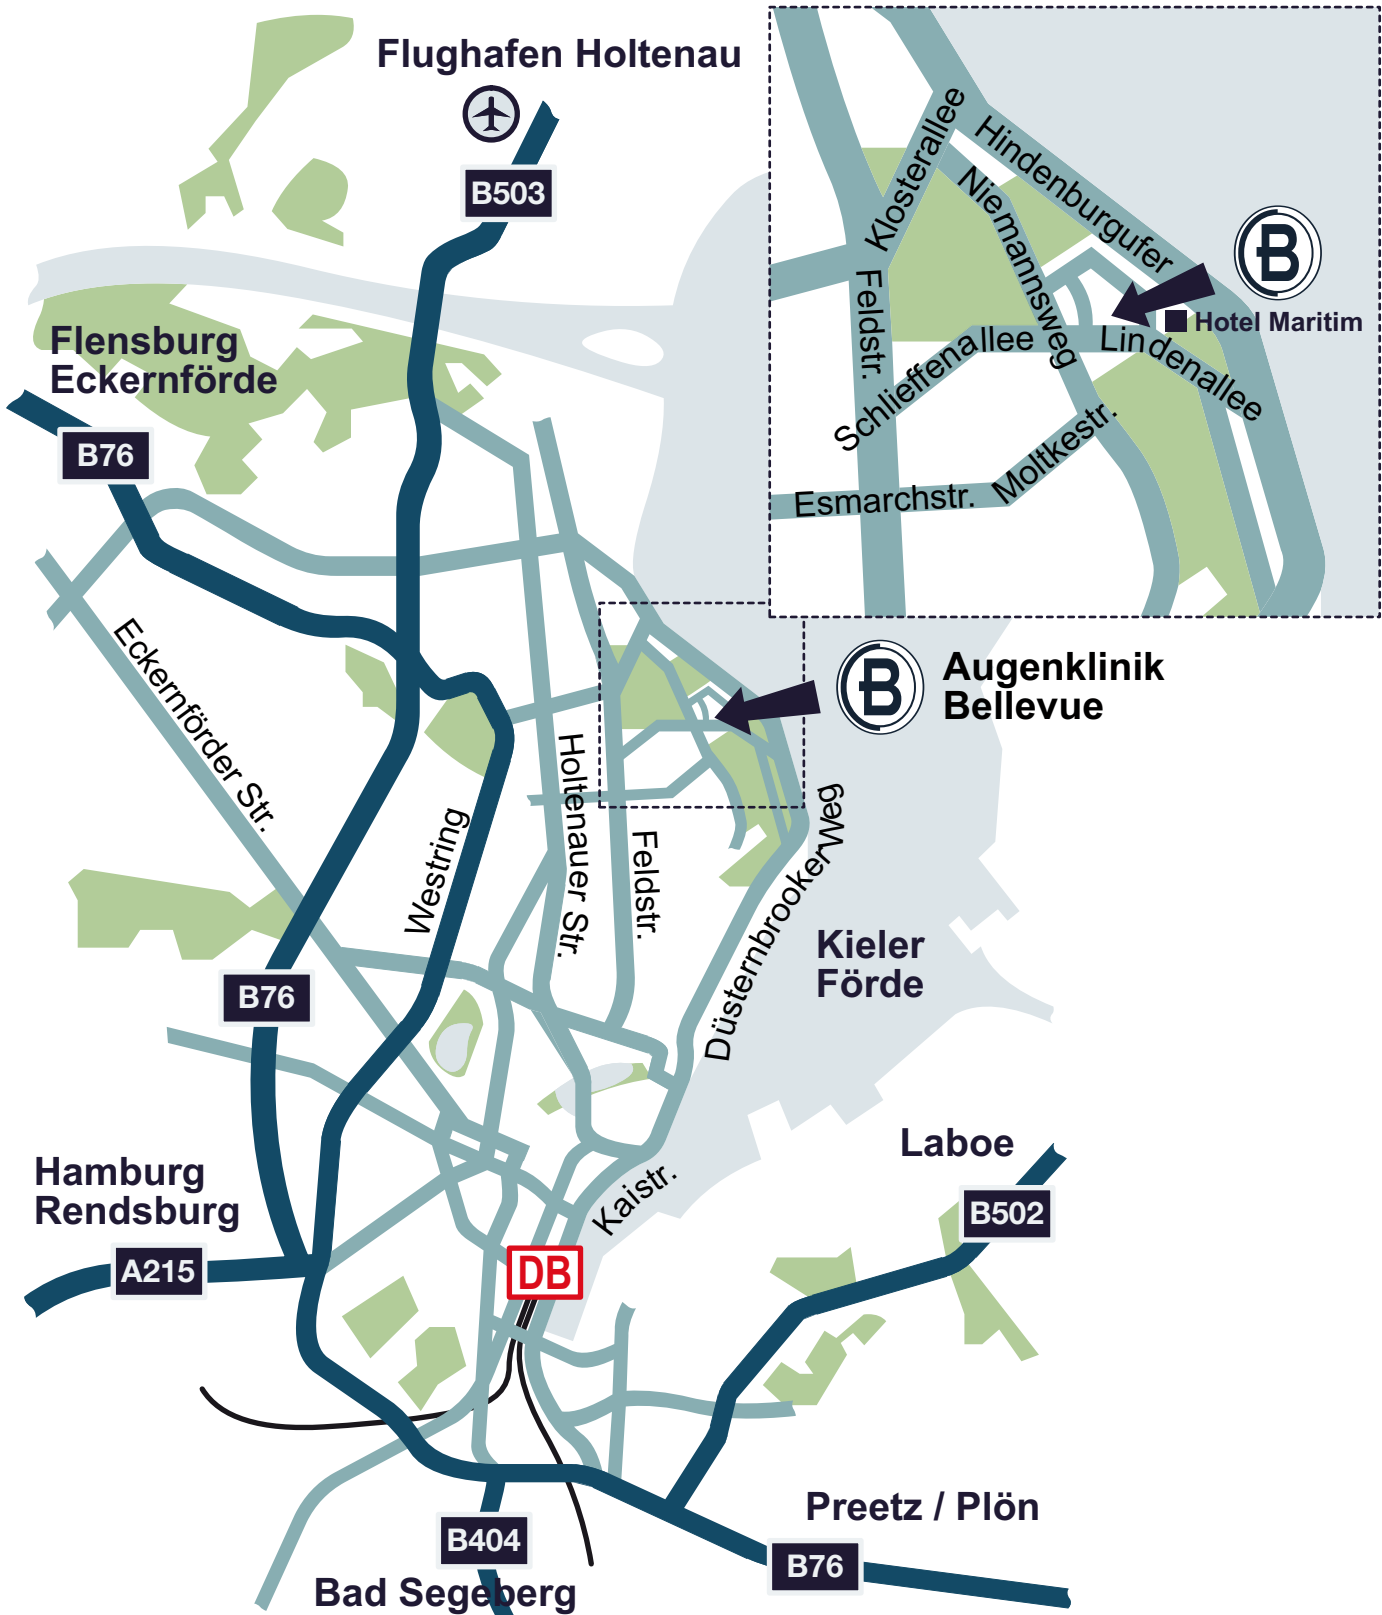 Flughafen Holtenau
B503
Klosterallee
Hindenburgufer
Niemannsweg
B
Feldstr.
Hotel Maritim
Schlieffenallee
Lindenallee
Moltkestr.
Esmarchstr.
Flensburg
Eckernförde
B76
Eckernförder Str.
B
Augenklinik
Bellevue
Westring
Holtenauer Str.
Feldstr.
Düsternbrooker Weg
Kieler
Förde
B76
Hamburg
Rendsburg
A215
Kaistr.
DB
Laboe
B502
Preetz / Plön
B76
B404
Bad Segeberg